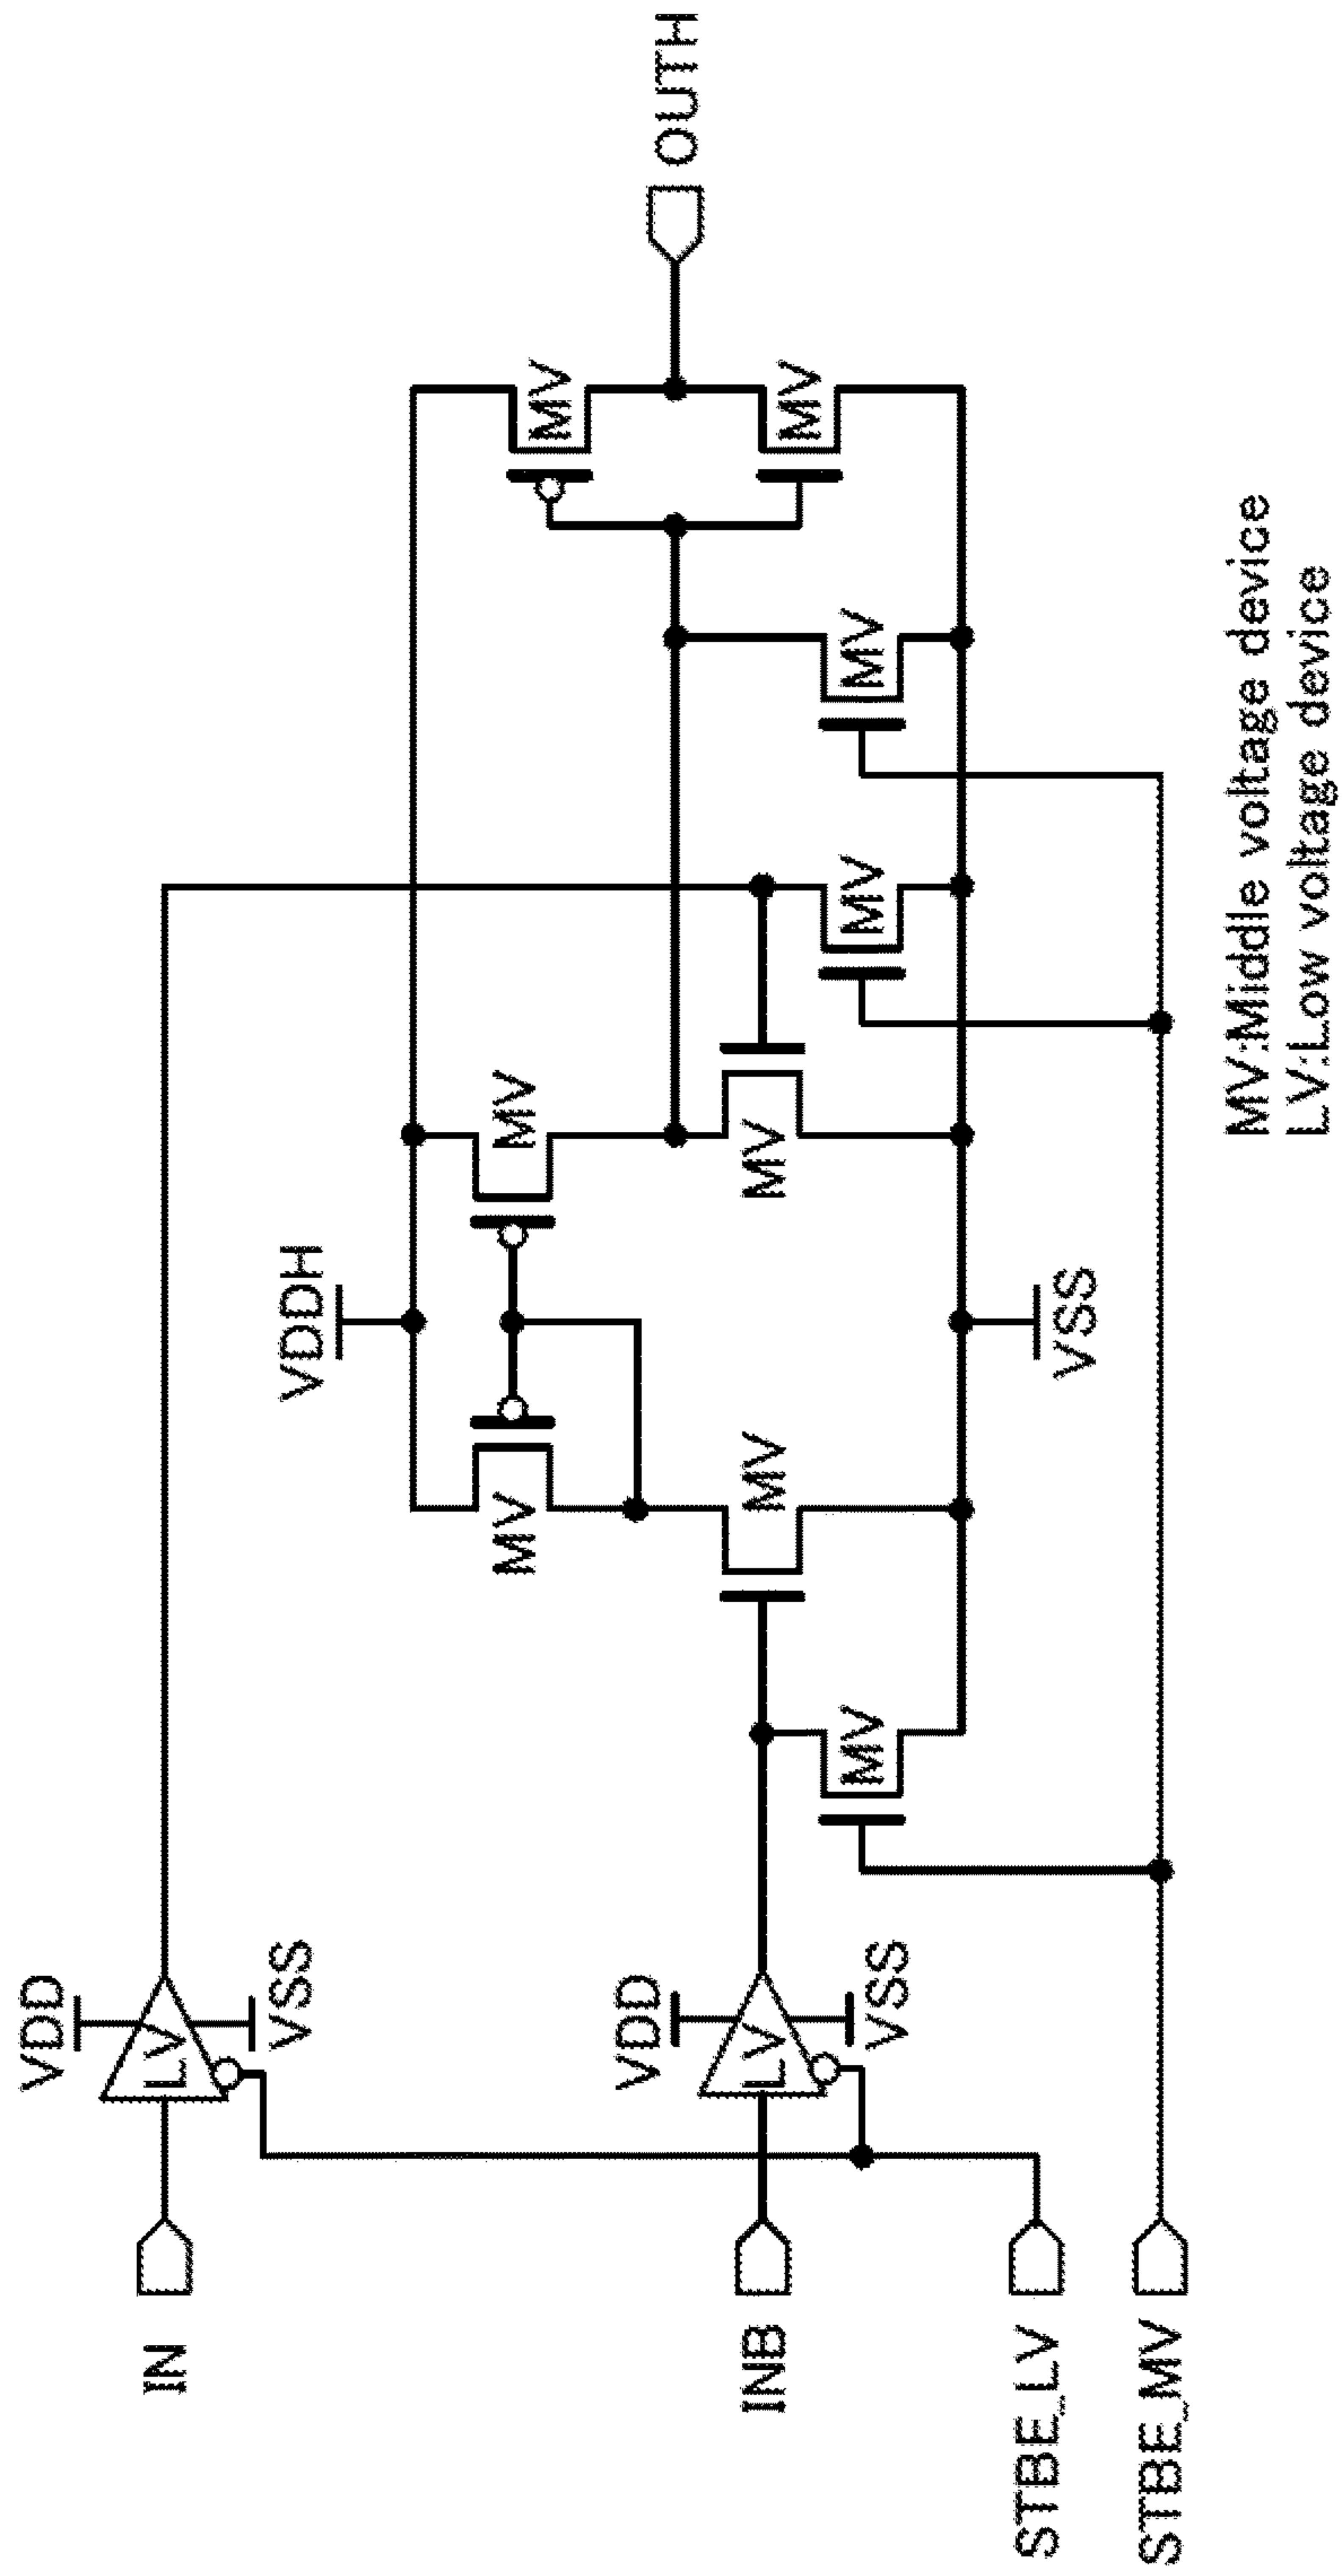 IN
VDD
LV
VSS
VDDH
MV
MV
MV
MV
MV
MV
MV
MV
MV
OUTH
INB
VDD
LV
VSS
VSS
STBE_LV
STBE_MV
MV:Middle voltage device
LV:Low voltage device